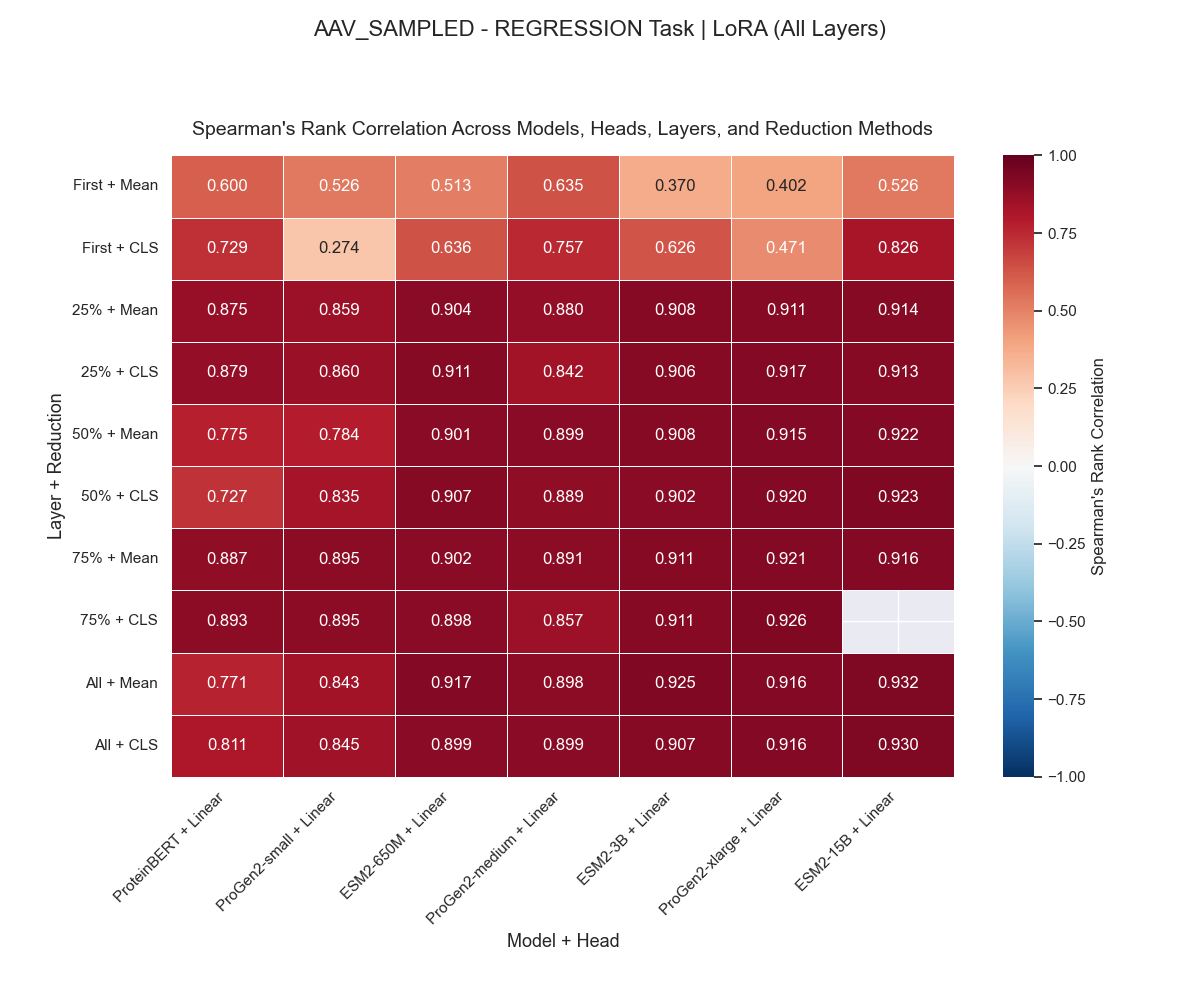 AAV_SAMPLED - REGRESSION Task | LoRA (All Layers)
Spearman's Rank Correlation Across Models, Heads, Layers, and Reduction Methods
First + Mean 0.600 0.526 0.513 0.635 0.370 0.402 0.526
First + CLS 0.729 0.274 0.636 0.757 0.626 0.471 0.826
25% + Mean 0.875 0.859 0.904 0.880 0.908 0.911 0.914
25% + CLS 0.879 0.860 0.911 0.842 0.906 0.917 0.913
50% + Mean 0.775 0.784 0.901 0.899 0.908 0.915 0.922
50% + CLS 0.727 0.835 0.907 0.889 0.902 0.920 0.923
75% + Mean 0.887 0.895 0.902 0.891 0.911 0.921 0.916
75% + CLS 0.893 0.895 0.898 0.857 0.911 0.926
All + Mean 0.771 0.843 0.917 0.898 0.925 0.916 0.932
All + CLS 0.811 0.845 0.899 0.899 0.907 0.916 0.930
Layer + Reduction
ProteinBERT + Linear
ProGen2-small + Linear
ESM2-650M + Linear
ProGen2-medium + Linear
ESM2-3B + Linear
ProGen2-xlarge + Linear
ESM2-15B + Linear
Model + Head
1.00
0.75
0.50
0.25
0.00
−0.25
−0.50
−0.75
−1.00
Spearman's Rank Correlation